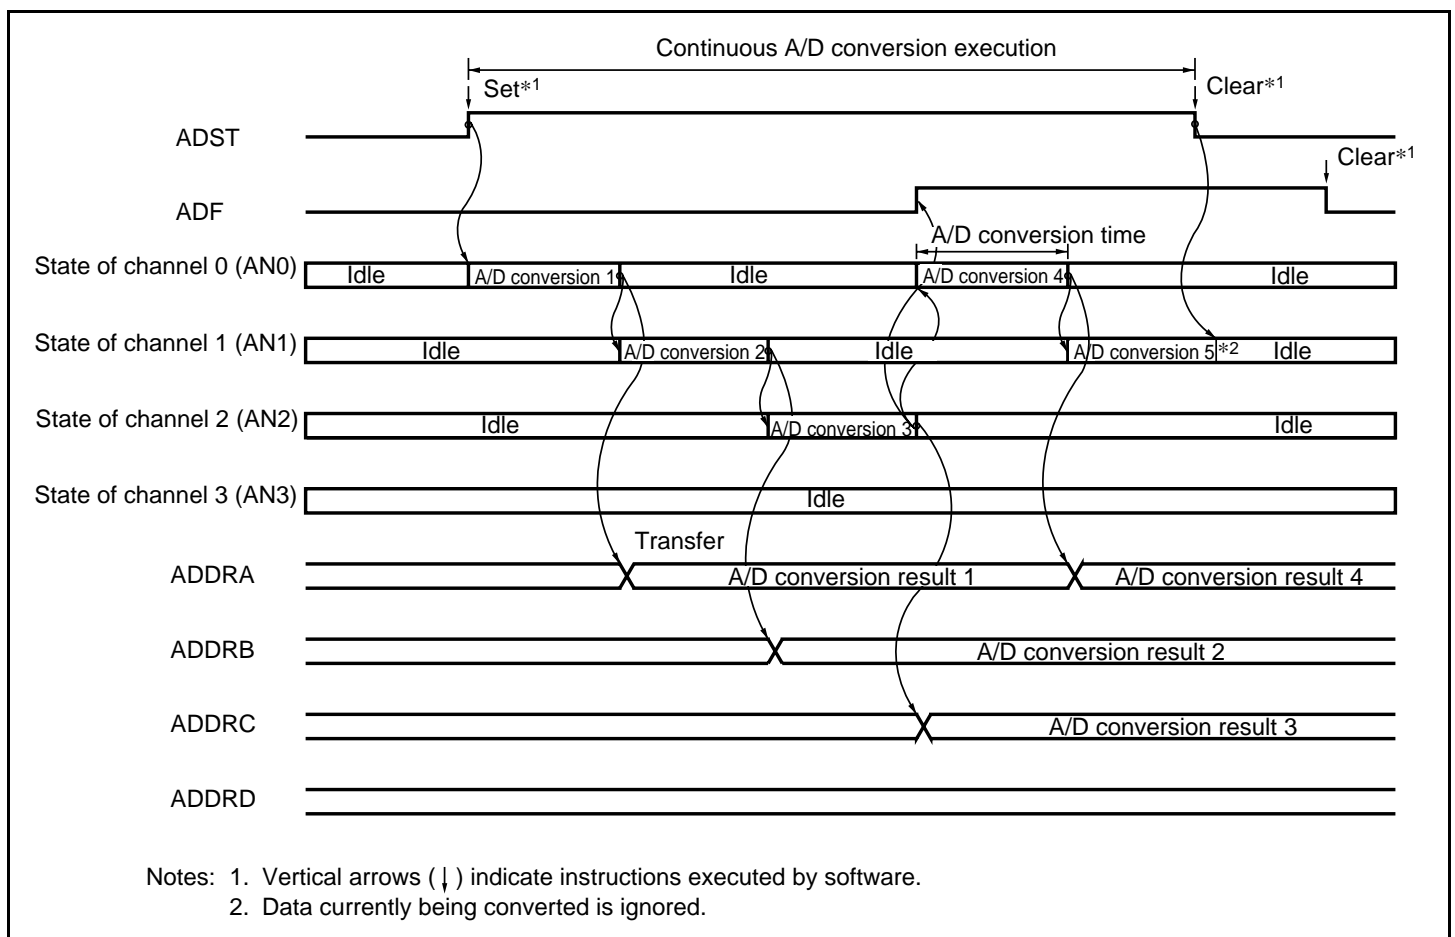 Continuous A/D conversion execution
Set*1
Clear*1
ADST
Clear*1
ADF
A/D conversion time
State of channel 0 (AN0)
Idle
A/D conversion 1
Idle
A/D conversion 4
Idle
State of channel 1 (AN1)
Idle
A/D conversion 2
Idle
A/D conversion 5
*2
Idle
State of channel 2 (AN2)
Idle
A/D conversion 3
Idle
State of channel 3 (AN3)
Idle
Transfer
ADDRA
A/D conversion result 1
A/D conversion result 4
ADDRB
A/D conversion result 2
ADDRC
A/D conversion result 3
ADDRD
Notes: 1. Vertical arrows (↓) indicate instructions executed by software.
2. Data currently being converted is ignored.